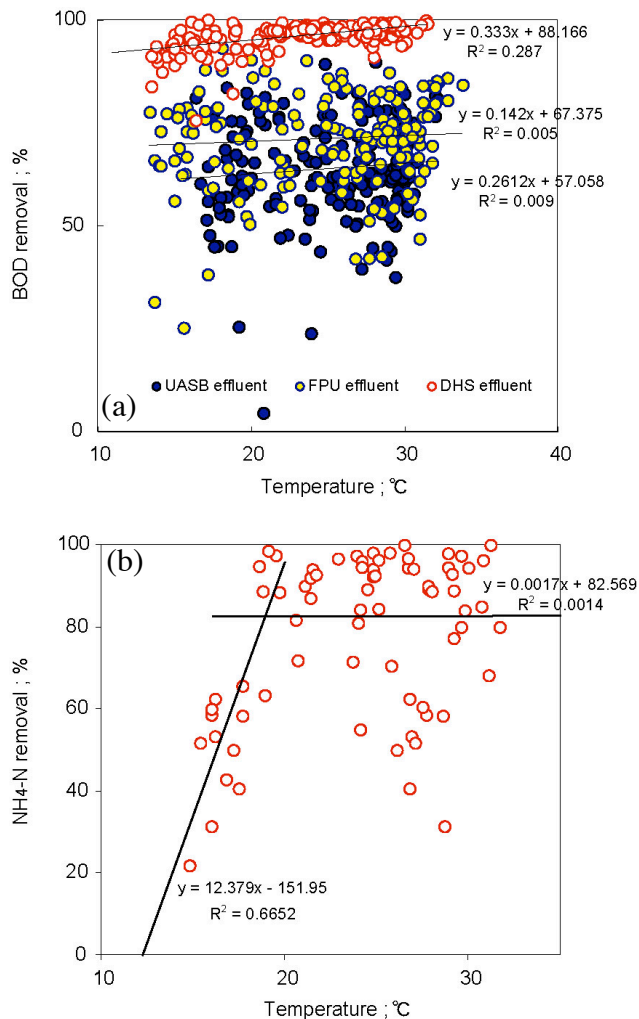 100
(a)
y = 0.333x + 88.166
R² = 0.287
y = 0.142x + 67.375
R² = 0.005
y = 0.2612x + 57.058
R² = 0.009
50
BOD removal ; %
UASB effluent FPU effluent DHS effluent
0
10 20 30 40
Temperature ; ℃
(b)
100
y = 0.0017x + 82.569
R² = 0.0014
80
60
NH4-N removal ; %
40
20
y = 12.379x - 151.95
R² = 0.6652
0
10 20 30
Temperature ; ℃